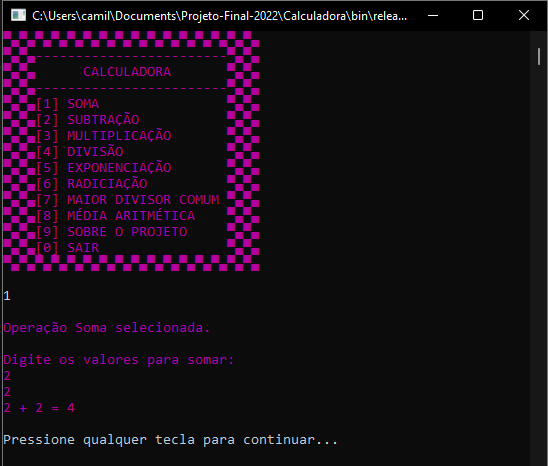 C:\Users\camil\Documents\Projeto-Final-2022\Calculadora\bin\relea...
-----------------------
CALCULADORA
-----------------------
[1] SOMA
[2] SUBTRAÇÃO
[3] MULTIPLICAÇÃO
[4] DIVISÃO
[5] EXPONENCIAÇÃO
[6] RADICIAÇÃO
[7] MAIOR DIVISOR COMUM
[8] MÉDIA ARITMÉTICA
[9] SOBRE O PROJETO
[0] SAIR
1
Operação Soma selecionada.
Digite os valores para somar:
2
2
2 + 2 = 4
Pressione qualquer tecla para continuar...